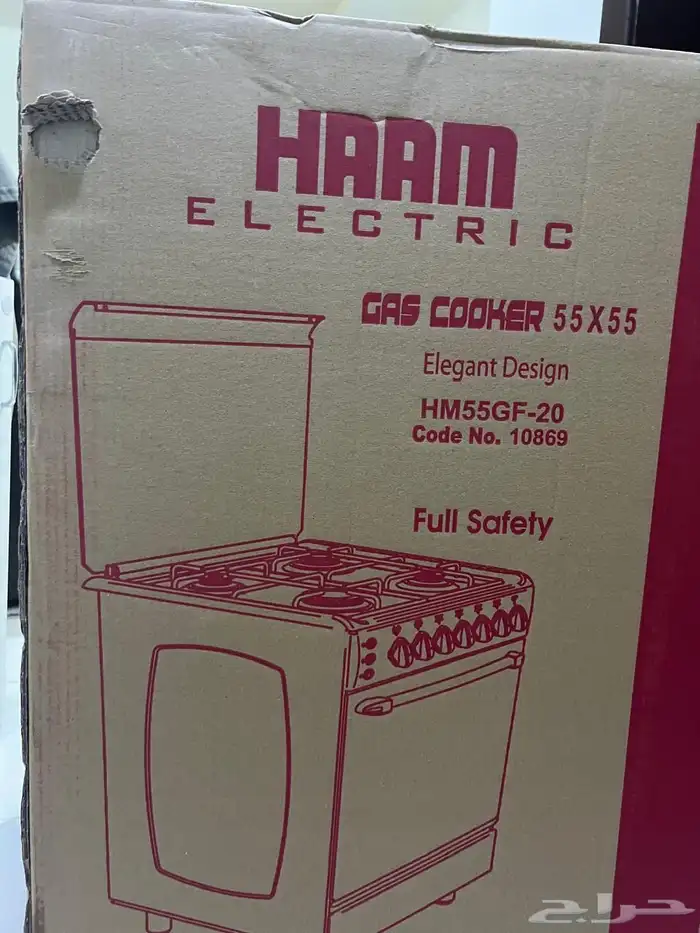 HAAM
ELECTRIC
GAS COOKER 55X55
Elegant Design
HM55GF-20
Code No. 10869
Full Safety
حراج